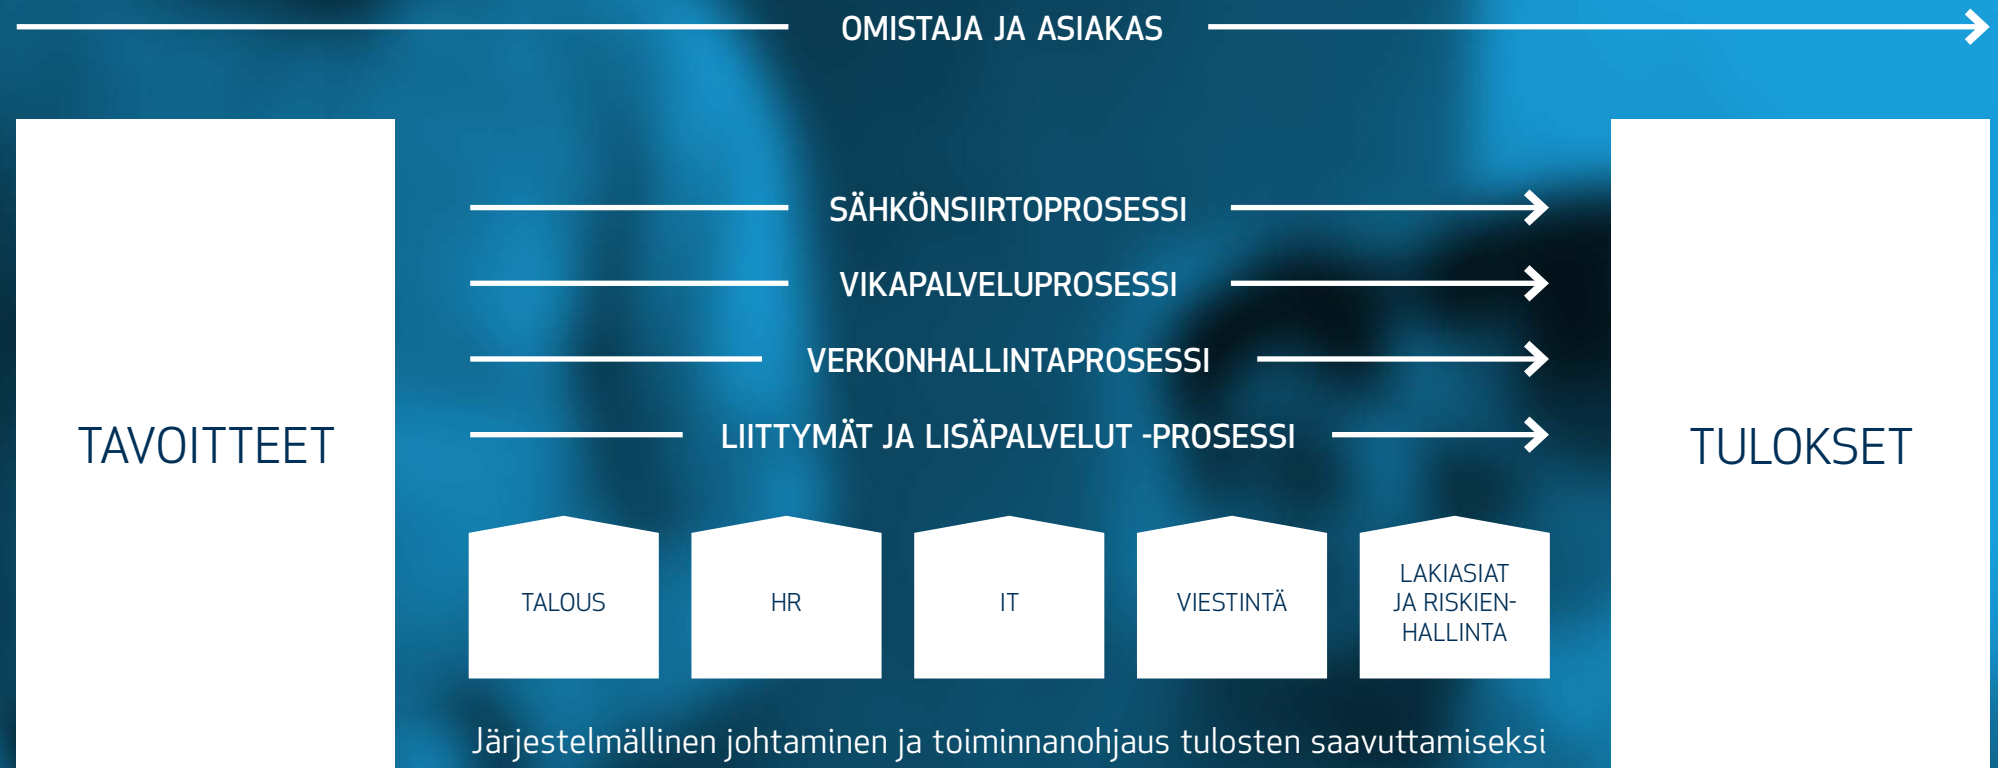 OMISTAJA JA ASIAKAS
TAVOITTEET
SÄHKÖNSIIRTOPROSESSI
VIKAPALVELUPROSESSI
VERKONHALLINTAPROSESSI
LIITTYMÄT JA LISÄPALVELUT -PROSESSI
TULOKSET
TALOUS
HR
IT
VIESTINTÄ
LAKIASIAT
JA RISKIEN-
HALLINTA
Järjestelmällinen johtaminen ja toiminnanohjaus tulosten saavuttamiseksi